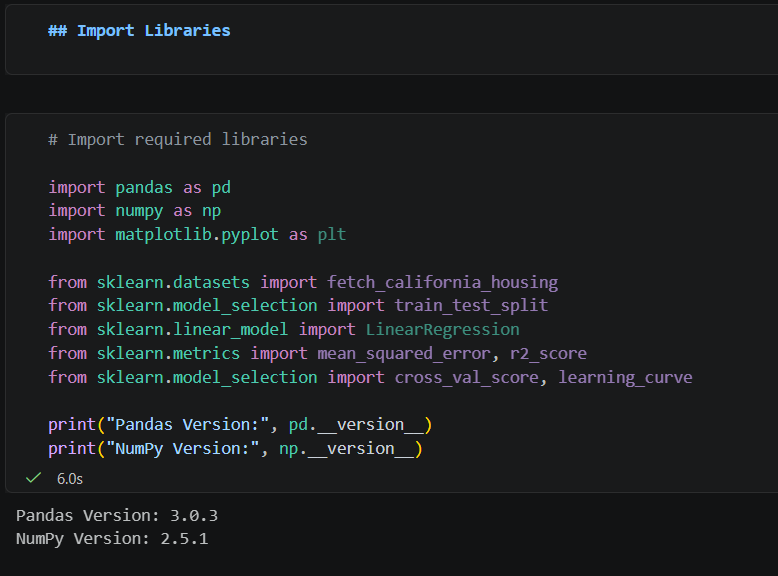 ## Import Libraries
# Import required libraries
import pandas as pd
import numpy as np
import matplotlib.pyplot as plt
from sklearn.datasets import fetch_california_housing
from sklearn.model_selection import train_test_split
from sklearn.linear_model import LinearRegression
from sklearn.metrics import mean_squared_error, r2_score
from sklearn.model_selection import cross_val_score, learning_curve
print("Pandas Version:", pd.__version__)
print("NumPy Version:", np.__version__)
6.0s
Pandas Version: 3.0.3
NumPy Version: 2.5.1